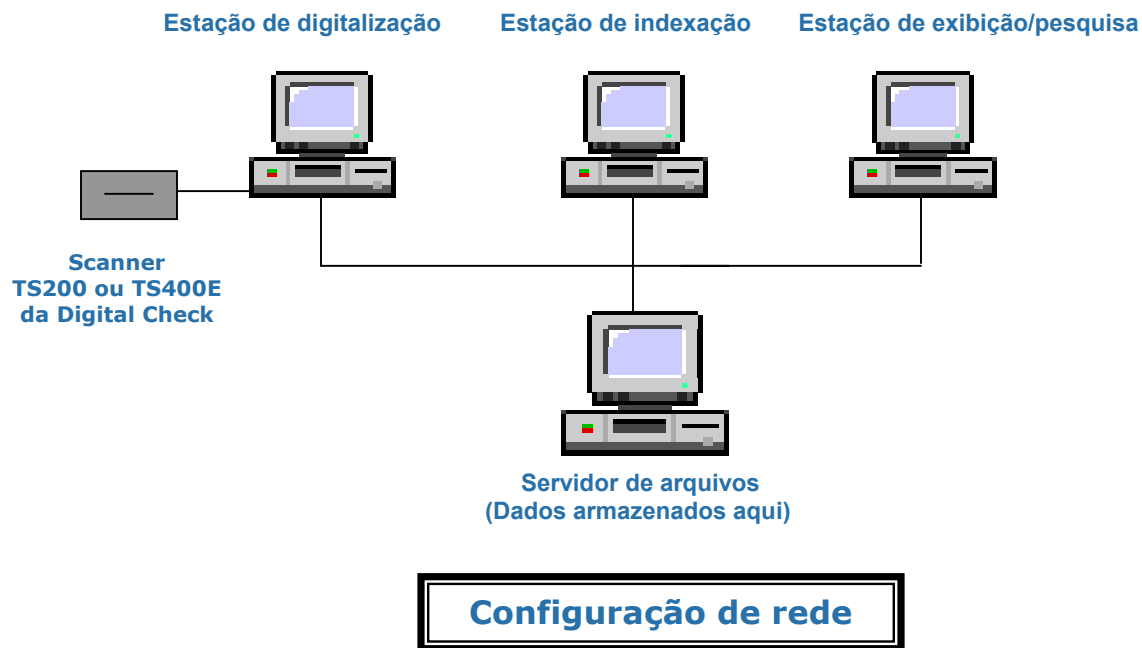 Estação de digitalização
Estação de indexação
Estação de exibição/pesquisa
Scanner
TS200 ou TS400E
da Digital Check
Servidor de arquivos
(Dados armazenados aqui)
Configuração de rede